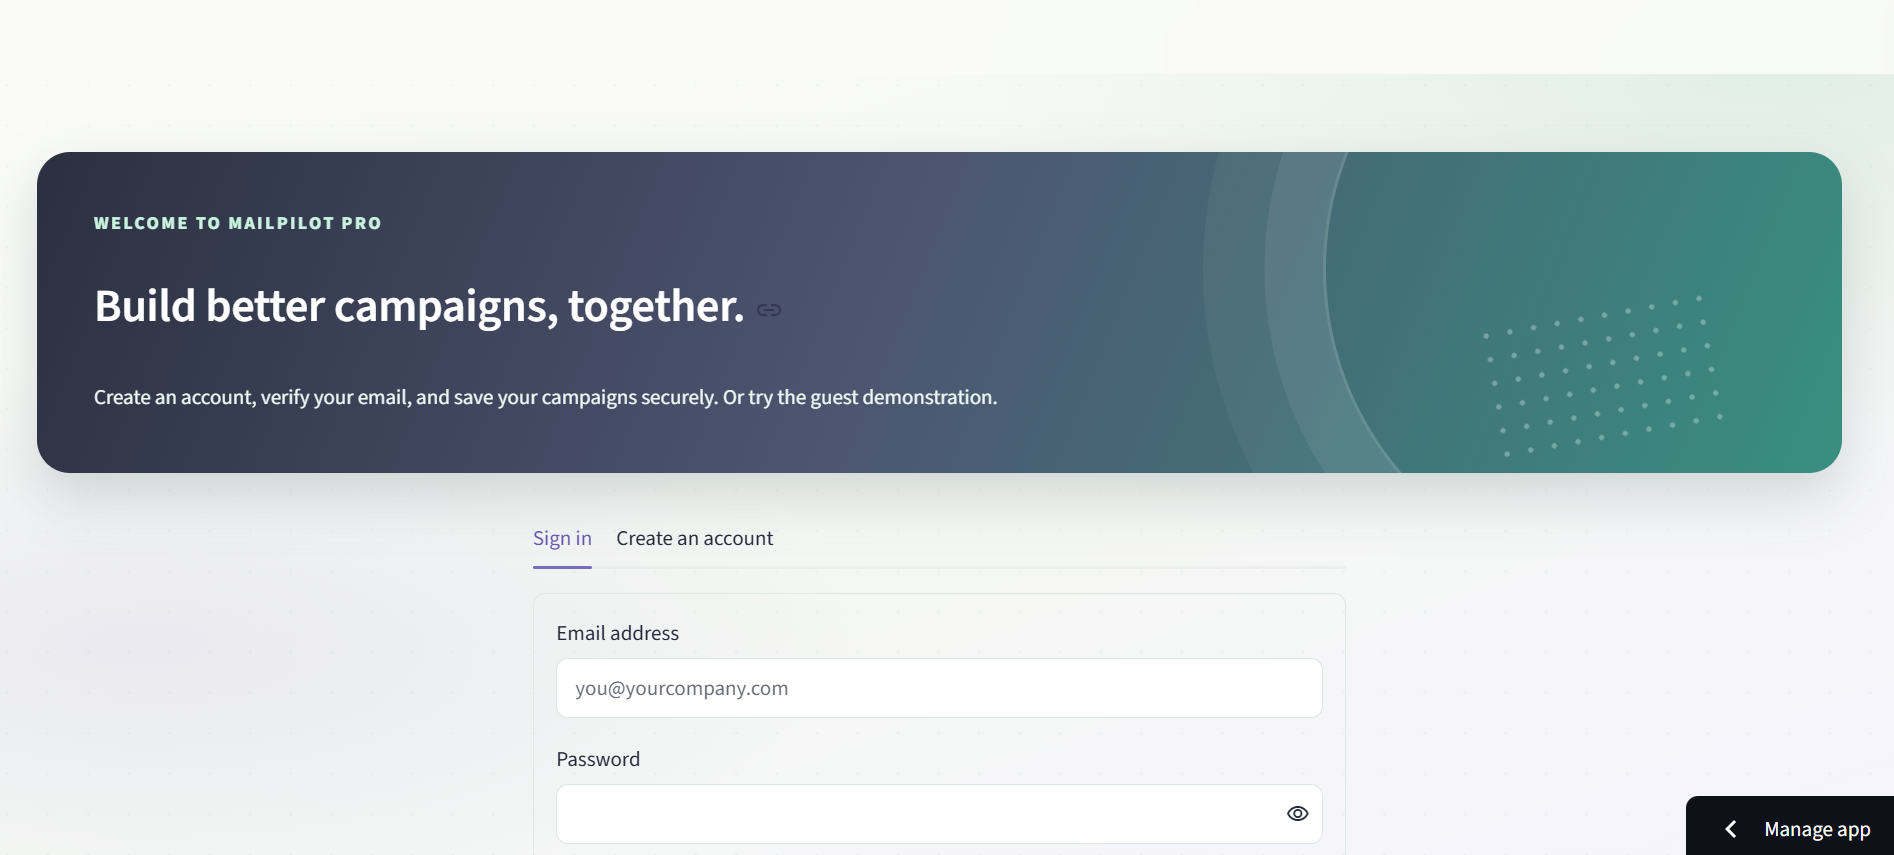 WELCOME TO MAILPILOT PRO
Build better campaigns, together.
Create an account, verify your email, and save your campaigns securely. Or try the guest demonstration.
Sign in
Create an account
Email address
you@yourcompany.com
Password
Manage app